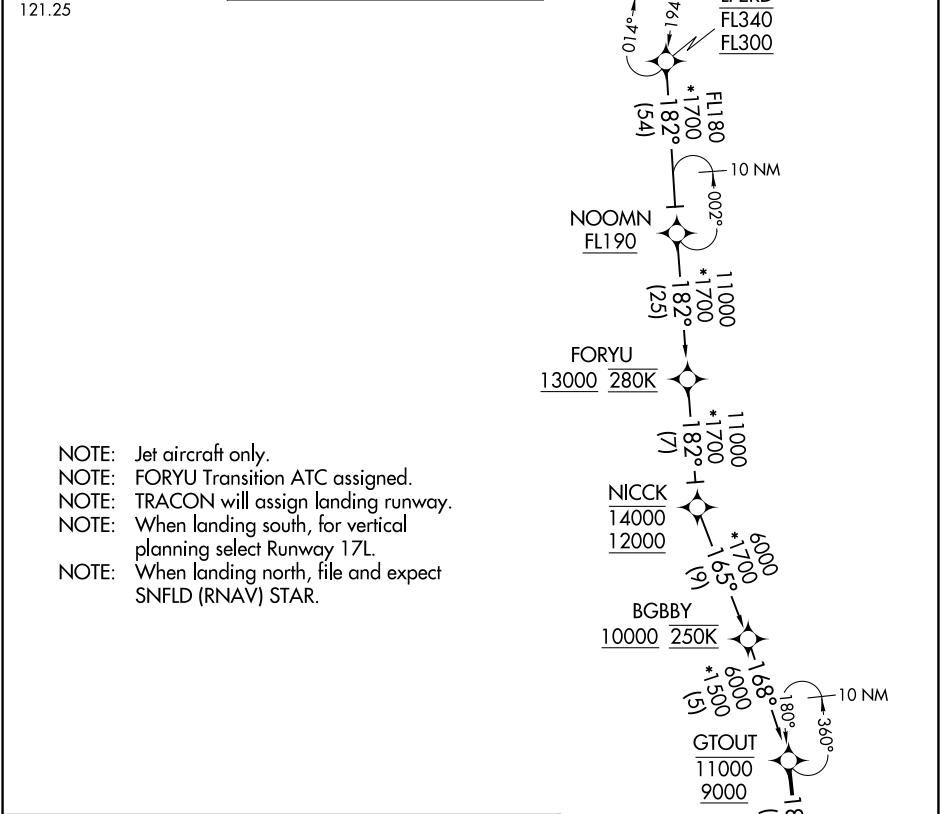 121.25
014°
194
FL340
FL300
FL180
*1700
182°
(54)
10 NM
002°
NOOMN
FL190
11000
*1700
182°
(25)
FORYU
13000 280K
11000
*1700
182°
(7)
NOTE: Jet aircraft only.
NOTE: FORYU Transition ATC assigned.
NOTE: TRACON will assign landing runway.
NOTE: When landing south, for vertical
planning select Runway 17L.
NOTE: When landing north, file and expect
SNFLD (RNAV) STAR.
NICCK
14000
12000
6000
*1700
165°
(9)
BGBBY
10000 250K
168°
6000
*1500
(5)
180°
10 NM
360°
GTOUT
11000
9000